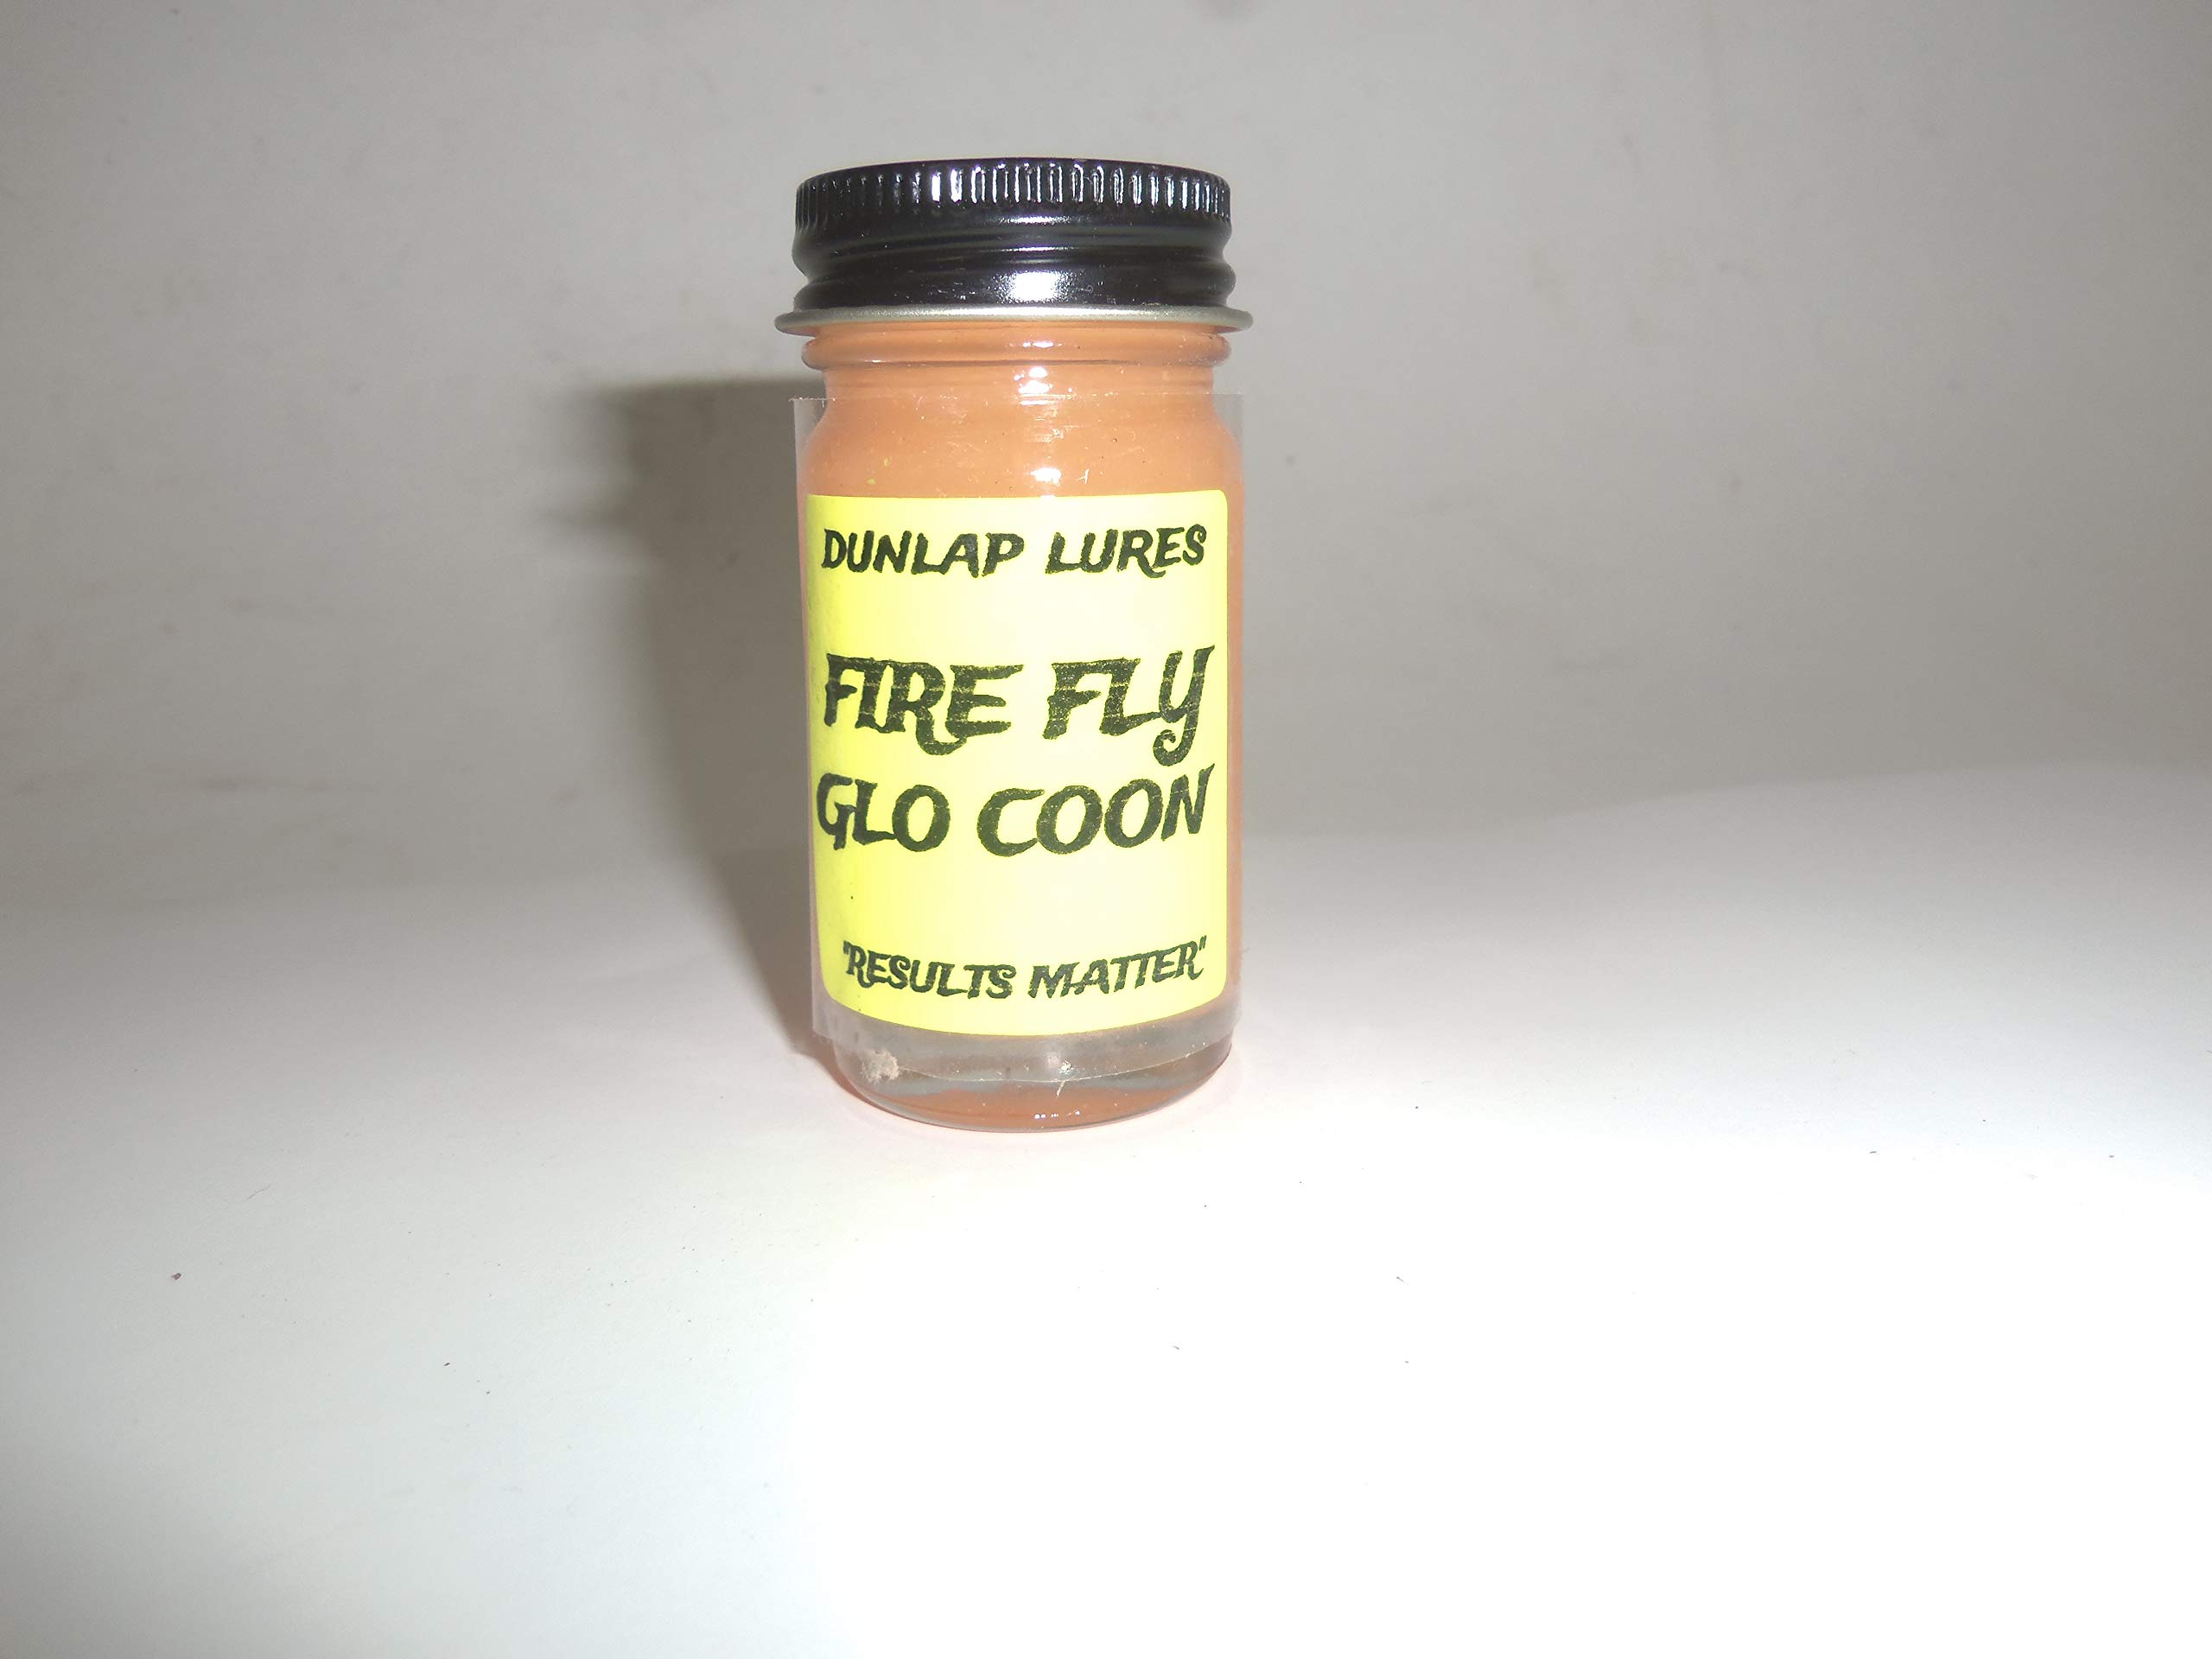 DUNLAP LURES
FIRE FLY
GLO COON
"RESULTS MATTER"